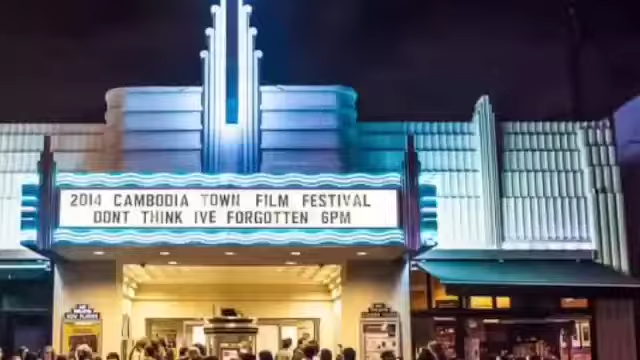 2014 CAMBODIA TOWN FILM FESTIVAL
DONT THINK IVE FORGOTTEN 6PM